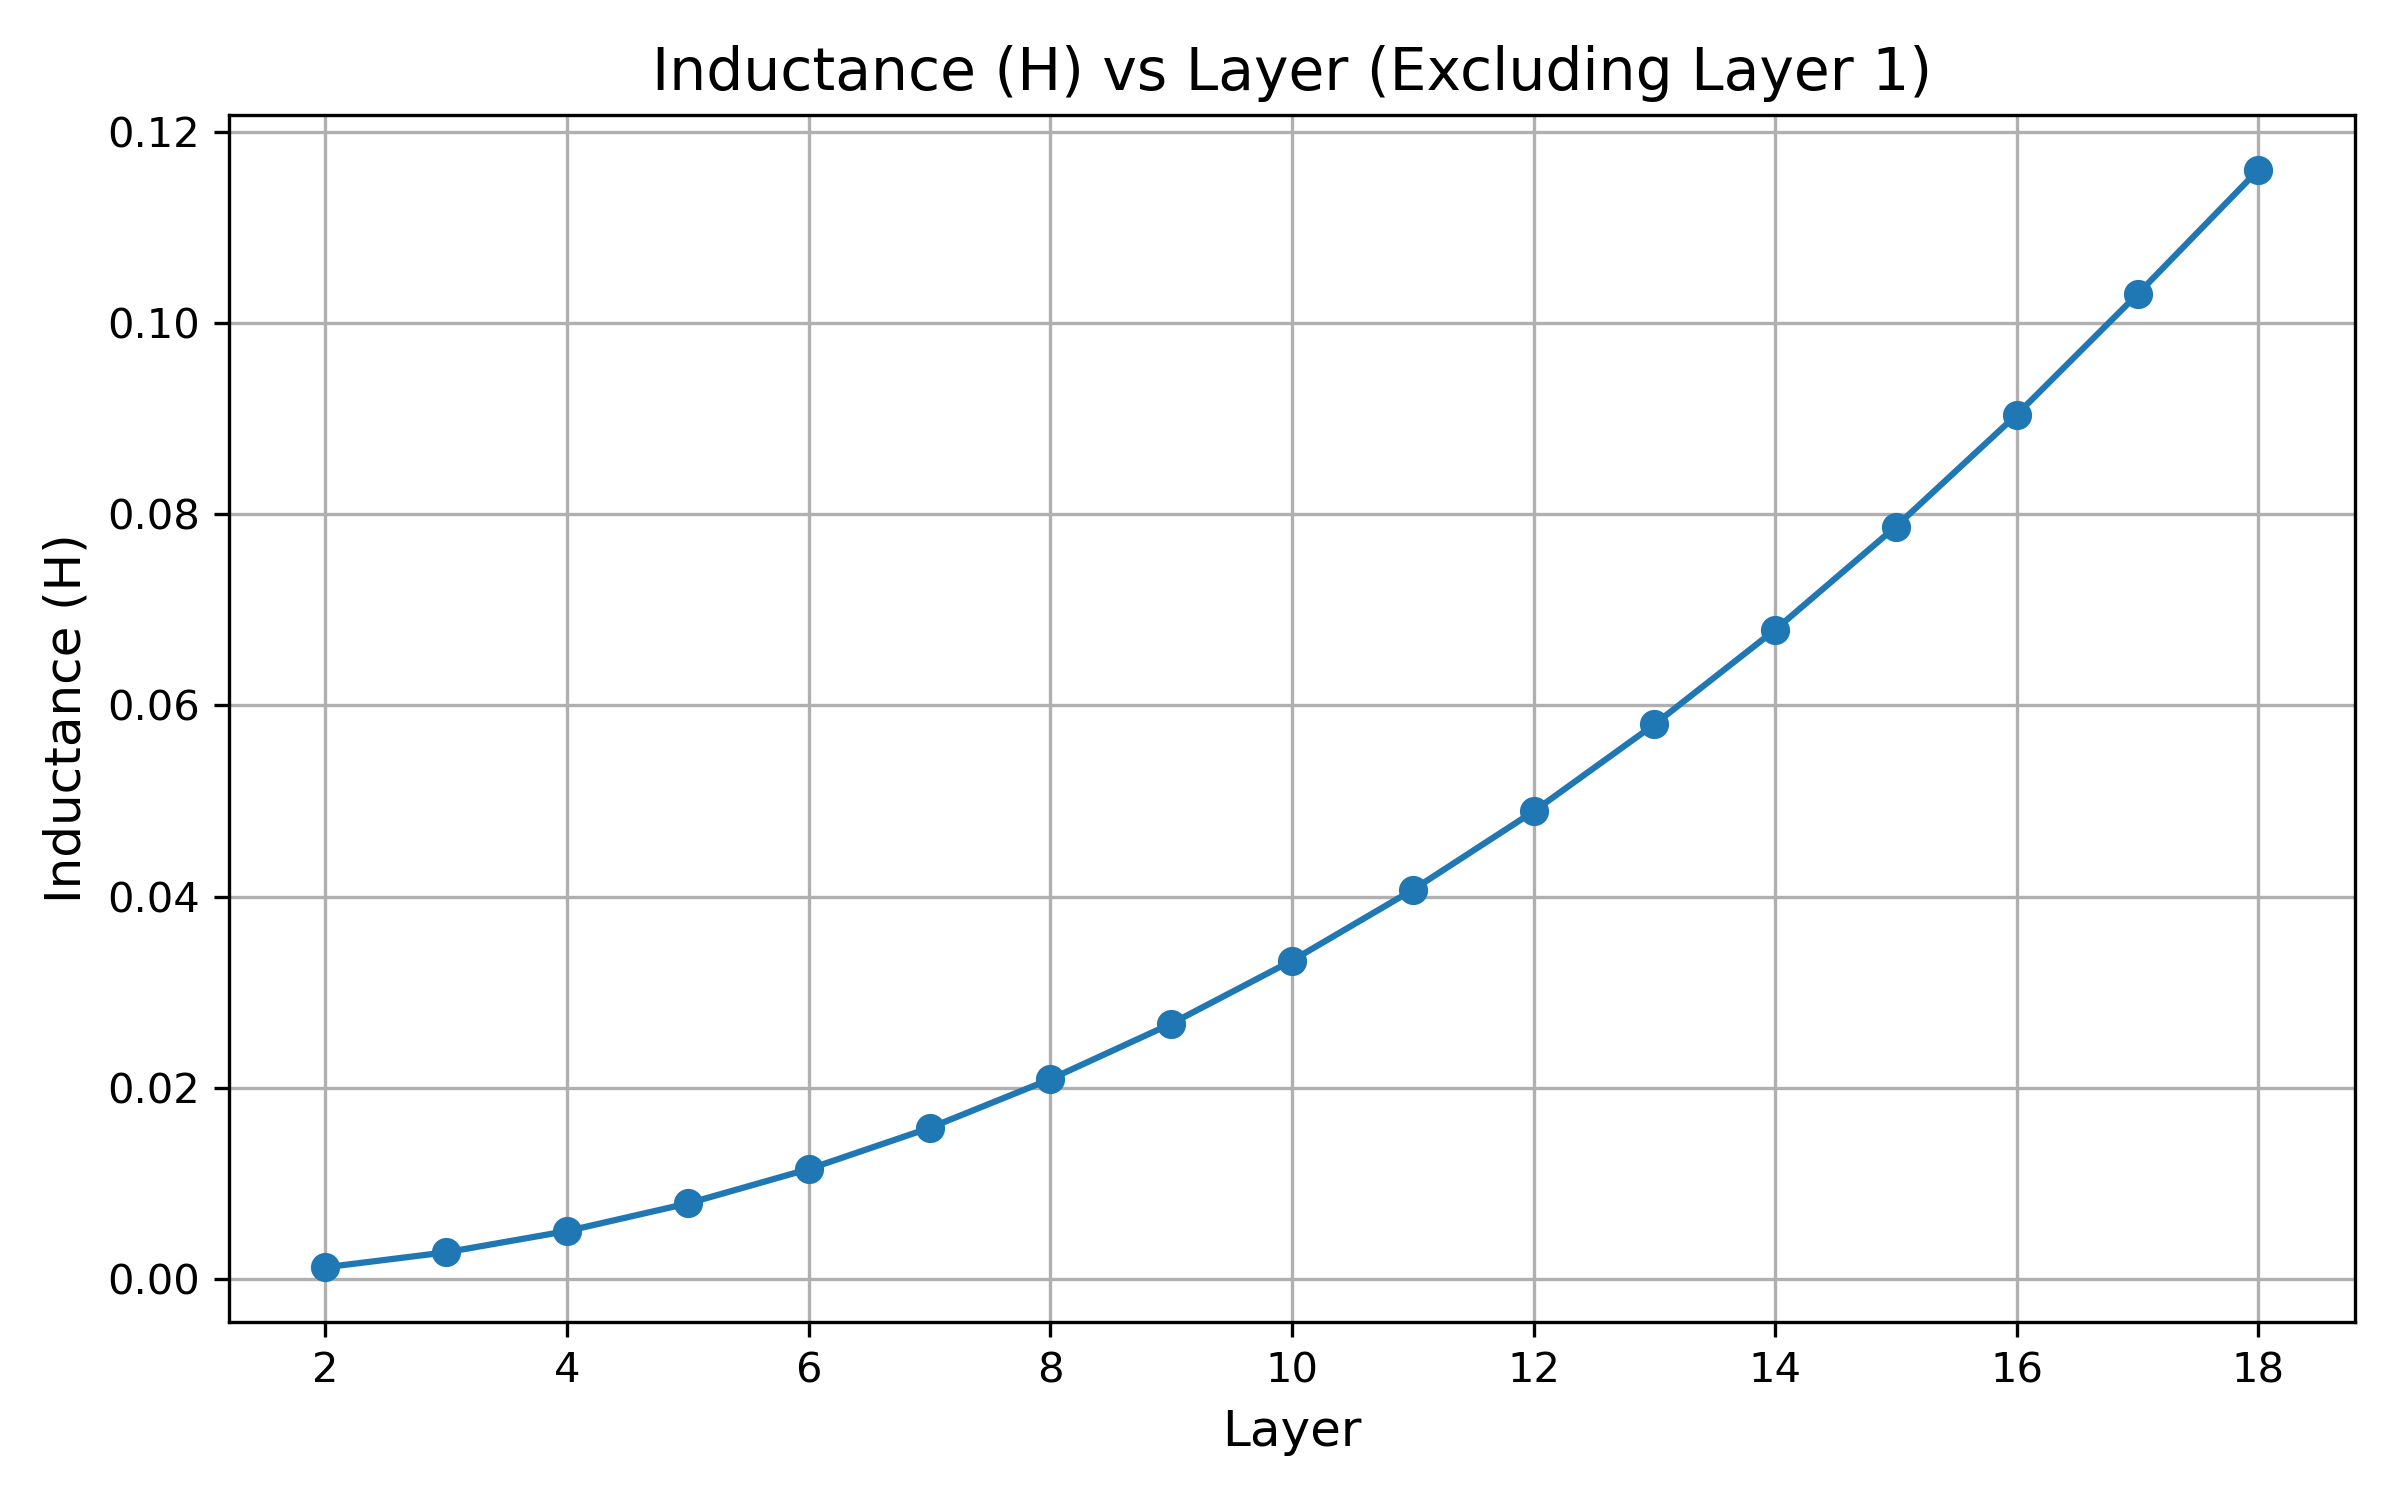 Inductance (H) vs Layer (Excluding Layer 1)
0.12
0.10
0.08
0.06
0.04
0.02
0.00
Inductance (H)
2 4 6 8 10 12 14 16 18
Layer